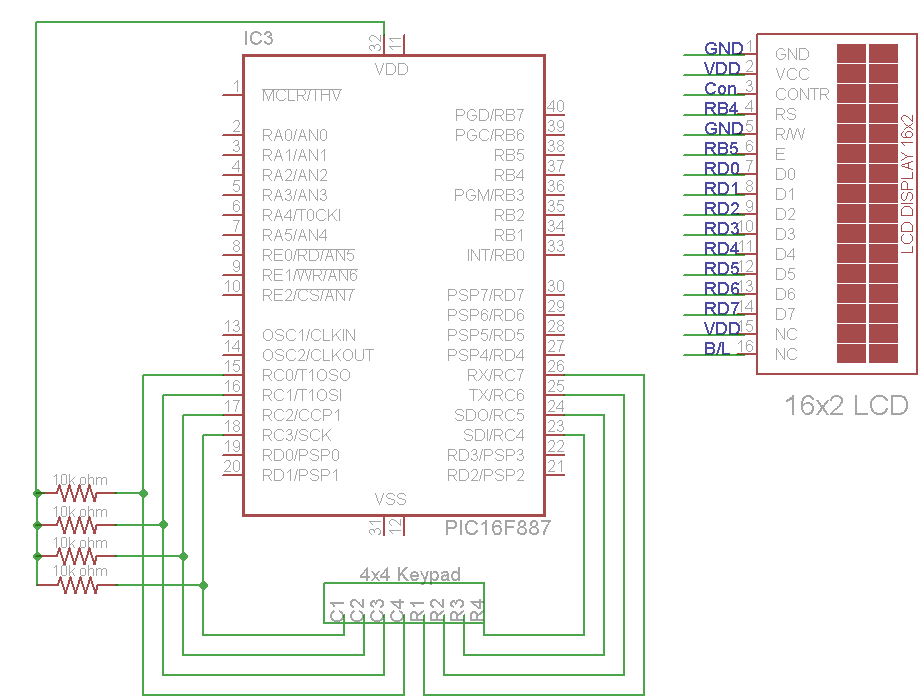 IC3
32 11
VDD
1 MCLR/THV
PGD/RB7 40
2 RA0/AN0 PGC/RB6 39
3 RA1/AN1 RB5 38
4 RA2/AN2 RB4 37
5 RA3/AN3 PGM/RB3 36
6 RA4/T0CKI RB2 35
7 RA5/AN4 RB1 34
8 RE0/RD/AN5 INT/RB0 33
9 RE1/WR/AN6
10 RE2/CS/AN7 PSP7/RD7 30
PSP6/RD6 29
13 OSC1/CLKIN PSP5/RD5 28
14 OSC2/CLKOUT PSP4/RD4 27
15 RC0/T1OSO RX/RC7 26
16 RC1/T1OSI TX/RC6 25
17 RC2/CCP1 SDO/RC5 24
18 RC3/SCK SDI/RC4 23
19 RD0/PSP0 RD3/PSP3 22
20 RD1/PSP1 RD2/PSP2 21
VSS
31 12
PIC16F887
10k ohm
10k ohm
10k ohm
10k ohm
4x4 Keypad
C1 C2 C3 C4 R1 R2 R3 R4
GND 1 GND
VDD 2 VCC
Con 3 CONTR
RB4 4 RS
GND 5 R/W
RB5 6 E
RD0 7 D0
RD1 8 D1
RD2 9 D2
RD3 10 D3
RD4 11 D4
RD5 12 D5
RD6 13 D6
RD7 14 D7
VDD 15 NC
B/L 16 NC
LCD DISPLAY 16x2
16x2 LCD